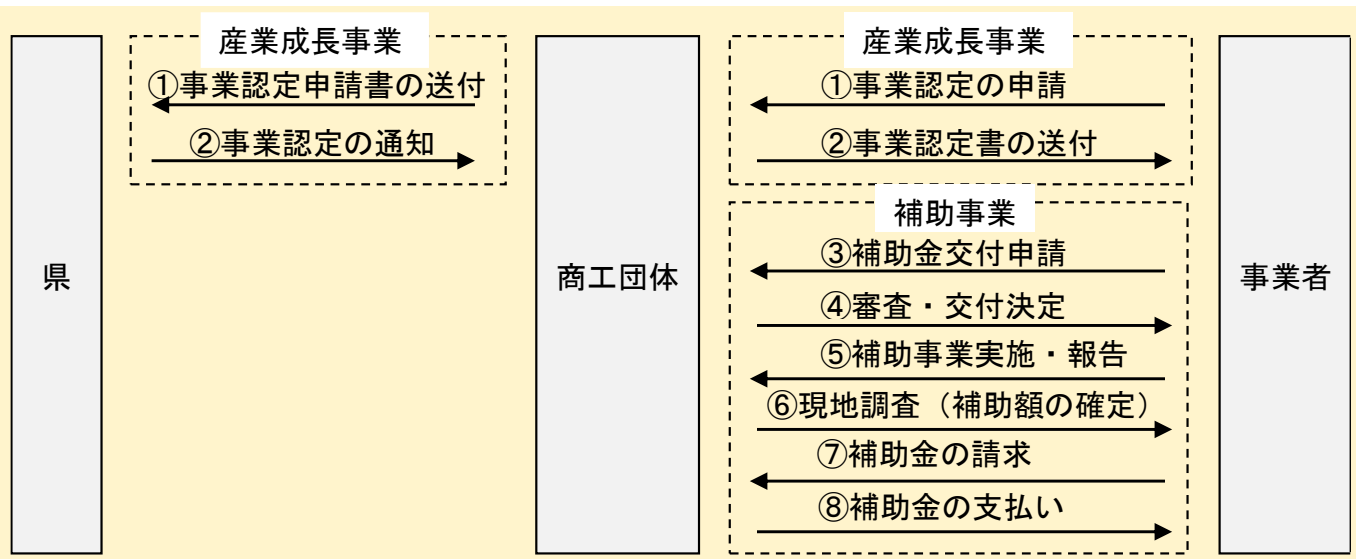 県
産業成長事業
①事業認定申請書の送付
②事業認定の通知
商工団体
産業成長事業
①事業認定の申請
②事業認定書の送付
補助事業
③補助金交付申請
④審査・交付決定
⑤補助事業実施・報告
⑥現地調査（補助額の確定）
⑦補助金の請求
⑧補助金の支払い
事業者